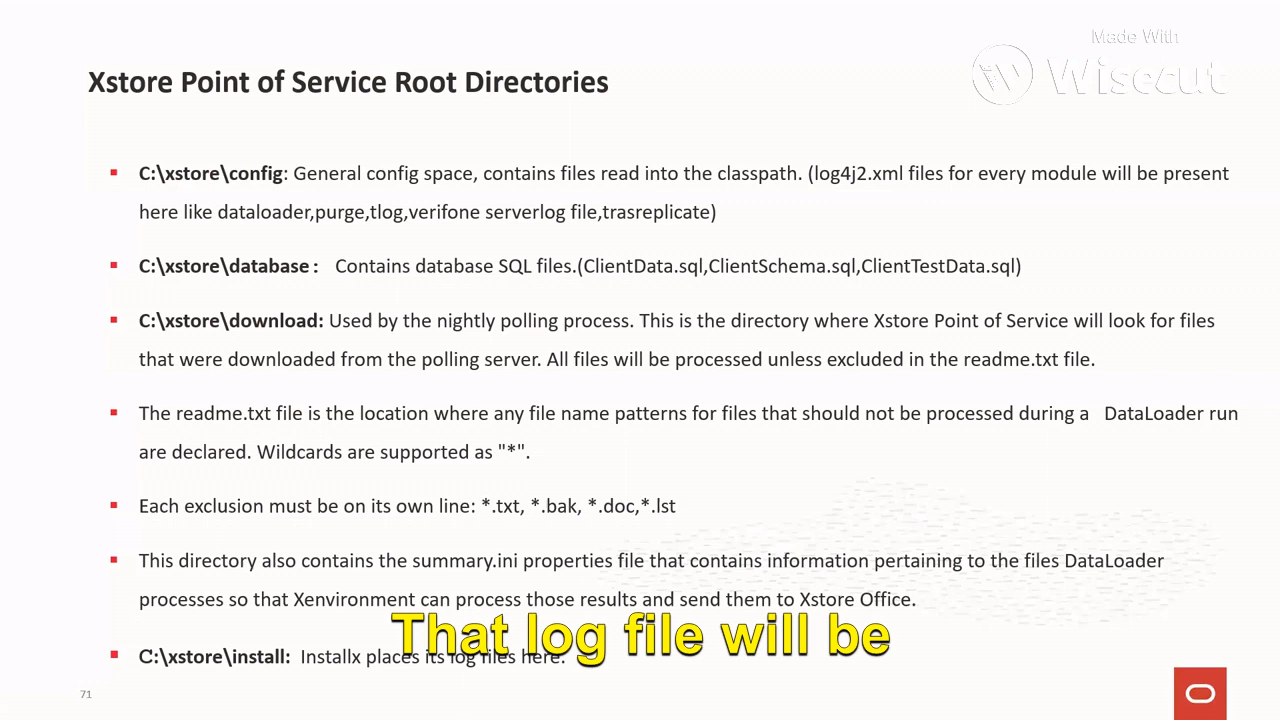 Made With
Wisecut
Xstore Point of Service Root Directories
C:\xstore\config: General config space, contains files read into the classpath. (log4j2.xml files for every module will be present
here like dataloader,purge,tlog,verifone serverlog file,trasreplicate)
C:\xstore\database: Contains database SQL files.(ClientData.sql,ClientSchema.sql,ClientTestData.sql)
C:\xstore\download: Used by the nightly polling process. This is the directory where Xstore Point of Service will look for files
that were downloaded from the polling server. All files will be processed unless excluded in the readme.txt file.
The readme.txt file is the location where any file name patterns for files that should not be processed during a DataLoader run
are declared. Wildcards are supported as "*".
Each exclusion must be on its own line: *.txt, *.bak, *.doc,*.lst
This directory also contains the summary.ini properties file that contains information pertaining to the files DataLoader
processes so that Xenvironment can process those results and send them to Xstore Office.
That log file will be
C:\xstore\install: Installx places its log files here.
71